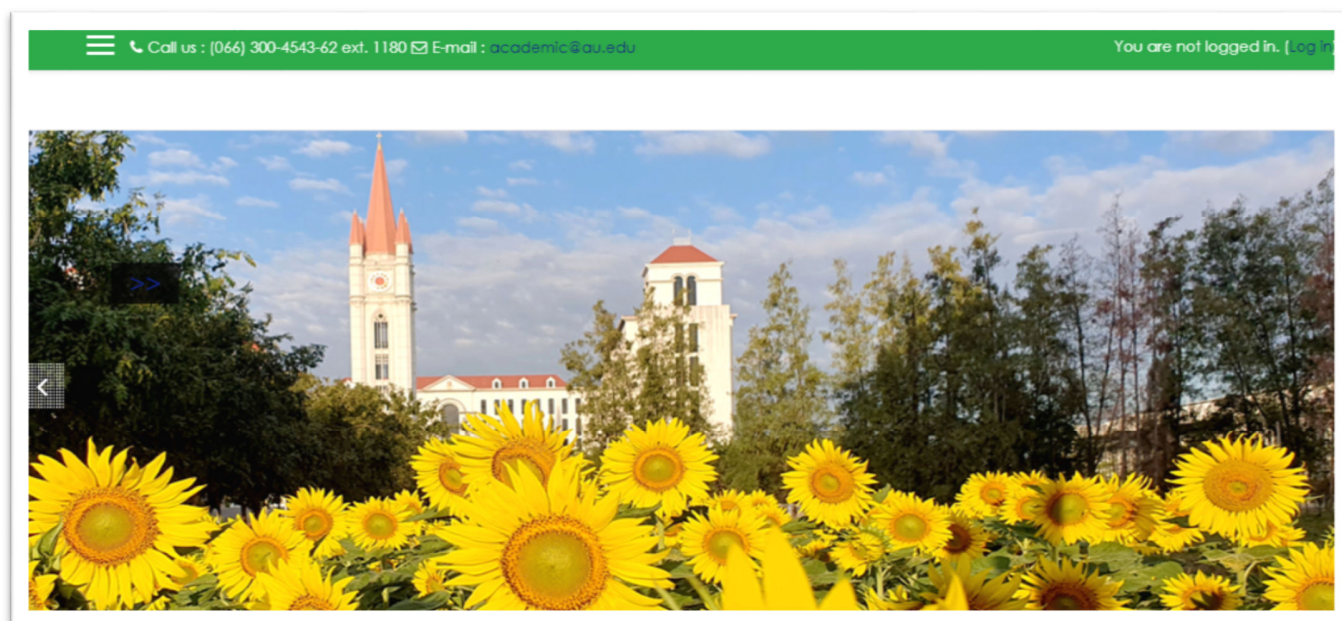 Call us : (066) 300-4543-62 ext. 1180 E-mail : academic@au.edu
You are not logged in. (Log in)
>>